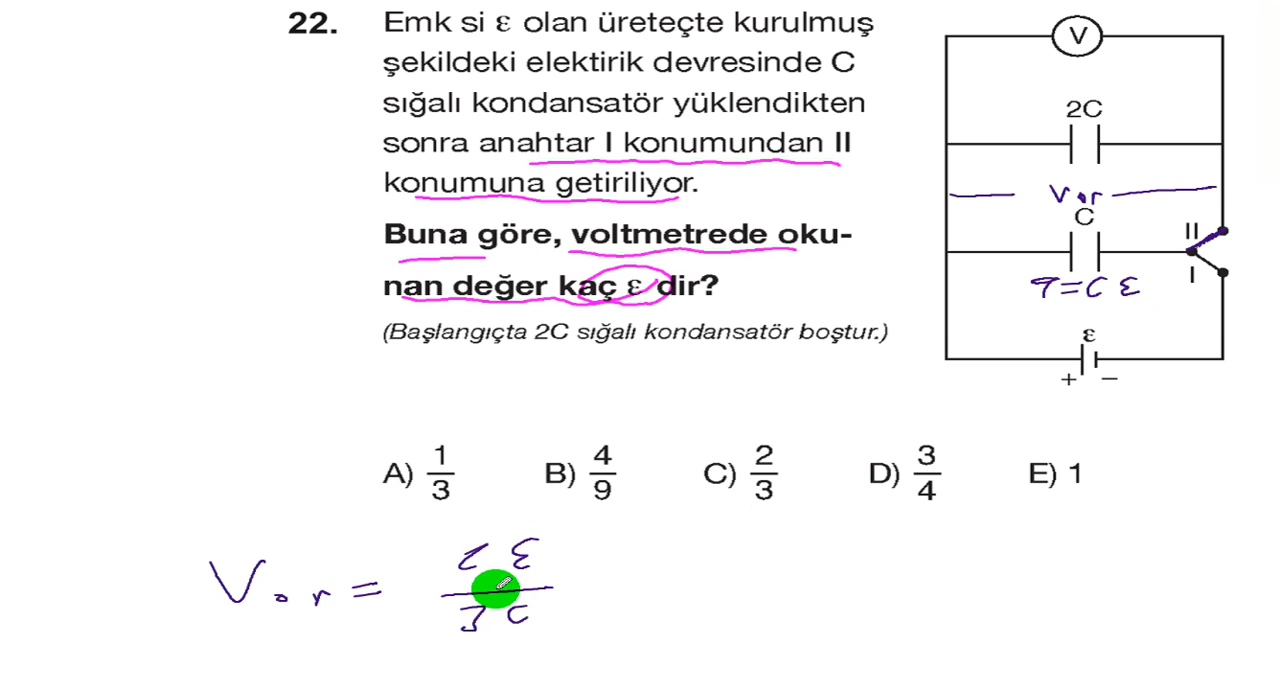 22. Emk si ε olan üreteçte kurulmuş
şekildeki elektirik devresinde C
sığalı kondansatör yüklendikten
sonra anahtar I konumundan II
konumuna getiriliyor.
Buna göre, voltmetrede oku-
nan değer kaç ε dir?
(Başlangıçta 2C sığalı kondansatör boştur.)
V
2C
Vor
C
II
I
q=Cε
ε
+ −
A) 1/3 B) 4/9 C) 2/3 D) 3/4 E) 1
Vor =
ε
3C